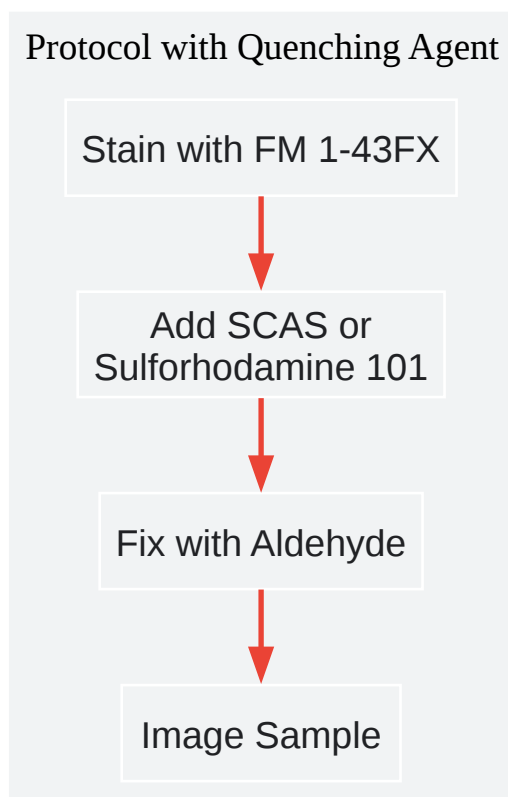 Protocol with Quenching Agent
Stain with FM 1-43FX
Add SCAS or
Sulforhodamine 101
Fix with Aldehyde
Image Sample